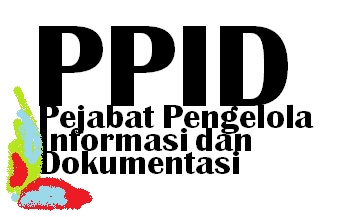 PPID
Pejabat Pengelola
Informasi dan
Dokumentasi